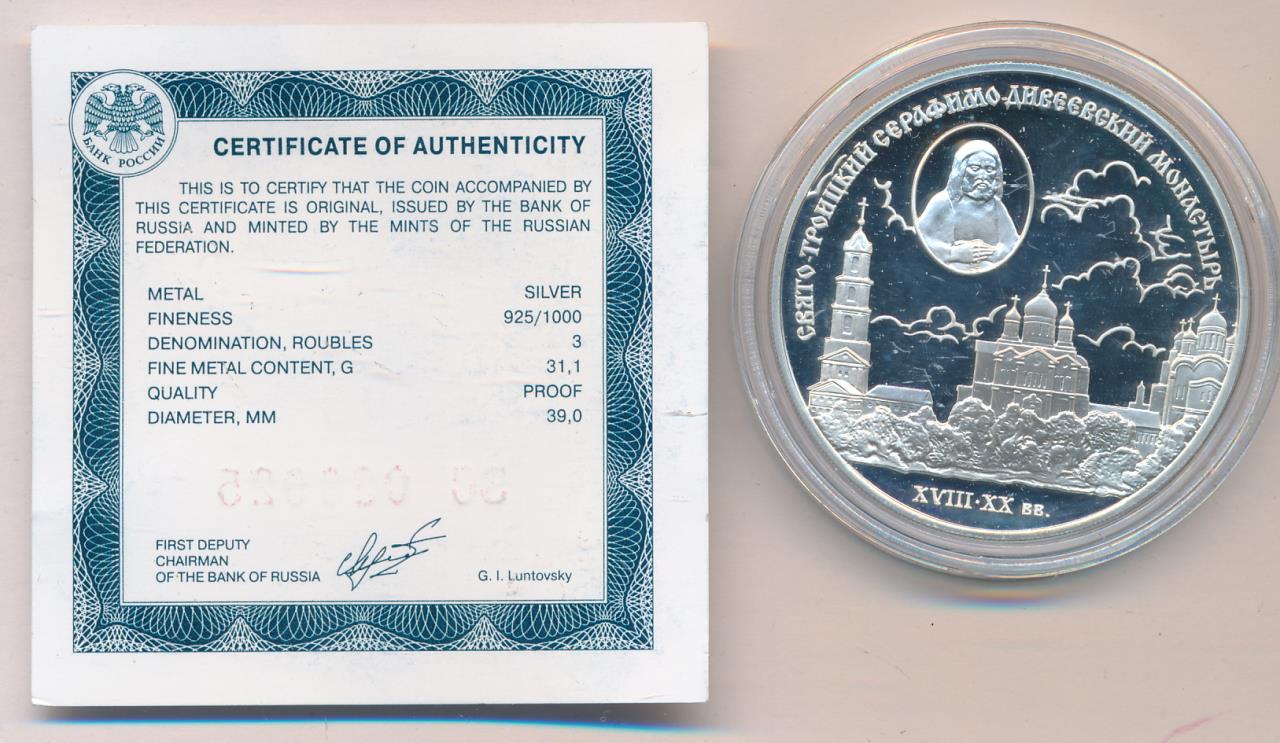 БАНК РОССИИ
CERTIFICATE OF AUTHENTICITY
THIS IS TO CERTIFY THAT THE COIN ACCOMPANIED BY
THIS CERTIFICATE IS ORIGINAL, ISSUED BY THE BANK OF
RUSSIA AND MINTED BY THE MINTS OF THE RUSSIAN
FEDERATION.
METAL SILVER
FINENESS 925/1000
DENOMINATION, ROUBLES 3
FINE METAL CONTENT, G 31,1
QUALITY PROOF
DIAMETER, MM 39,0
FIRST DEPUTY
CHAIRMAN
OF THE BANK OF RUSSIA G. I. Luntovsky
СВЯТО-ТРОИЦКИЙ СЕРАФИМО-ДИВЕЕВСКИЙ МОНАСТЫРЬ
XVIII·XX ВВ.